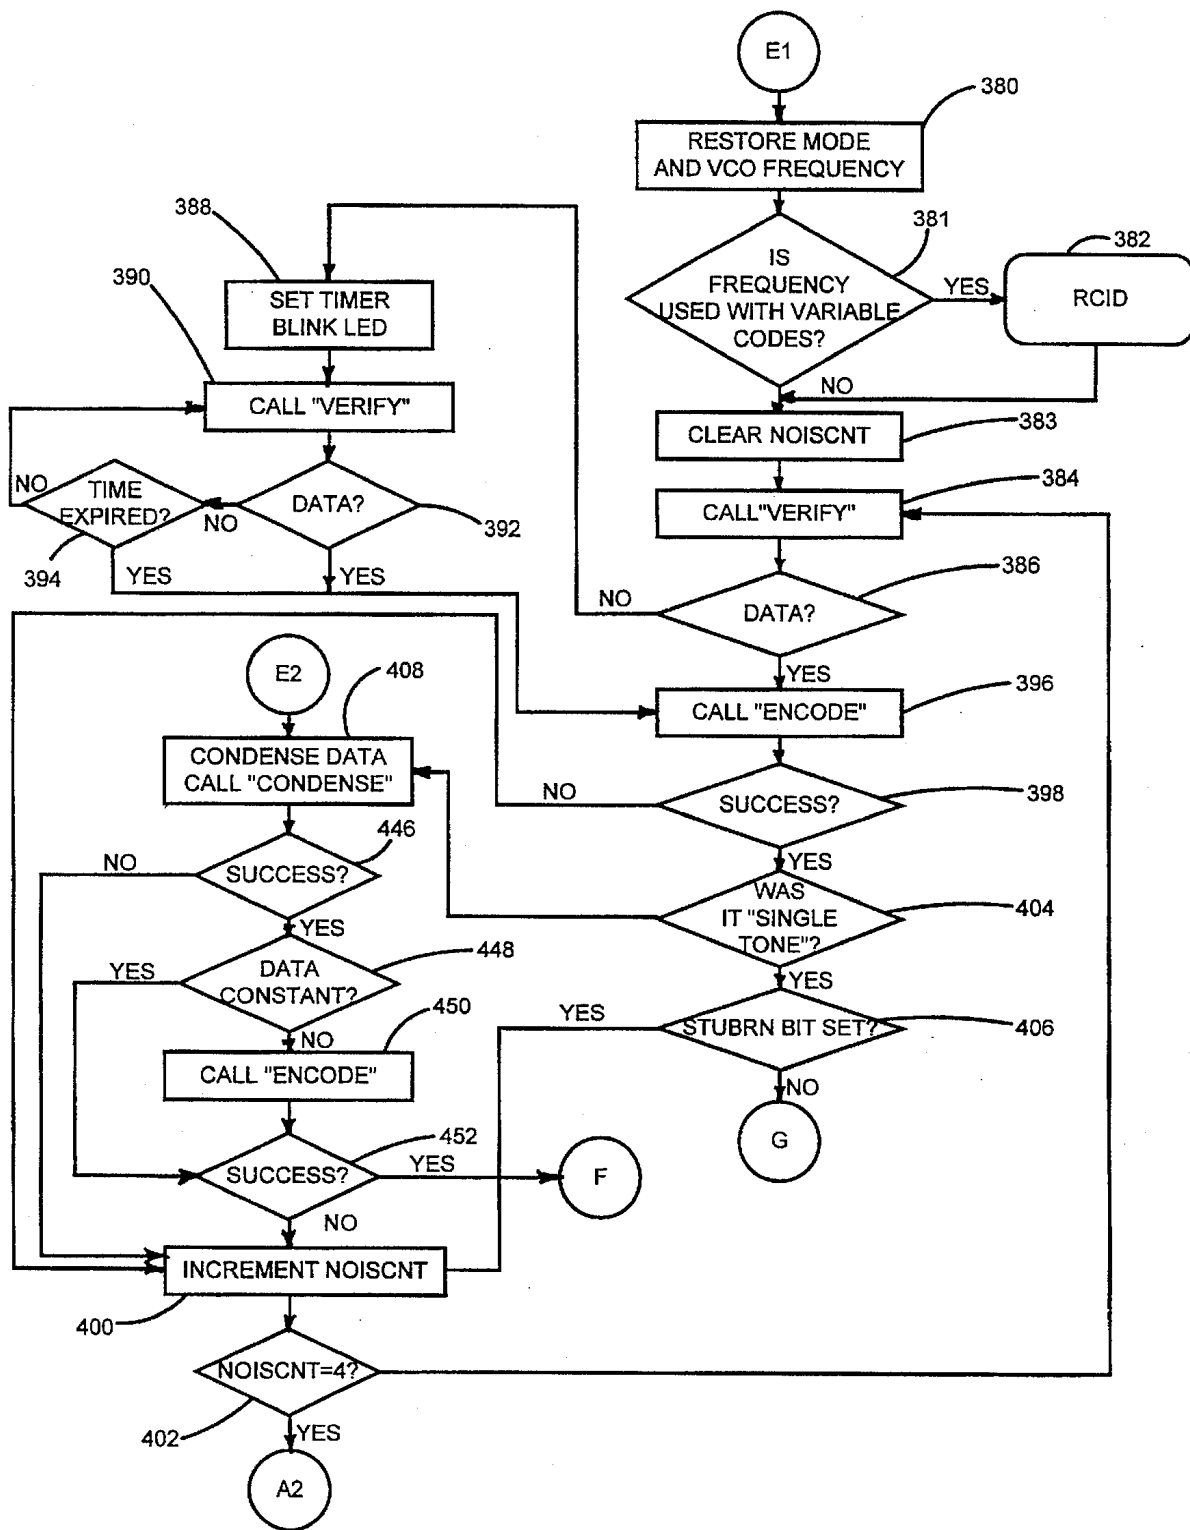 E1
380
RESTORE MODE
AND VCO FREQUENCY
381
IS
FREQUENCY
USED WITH VARIABLE
CODES?
YES
382
RCID
NO
388
SET TIMER
BLINK LED
390
CALL "VERIFY"
383
CLEAR NOISCNT
384
CALL"VERIFY"
NO
TIME
EXPIRED?
394
NO
DATA?
392
YES
YES
386
DATA?
NO
YES
396
CALL "ENCODE"
E2
408
CONDENSE DATA
CALL "CONDENSE"
NO
SUCCESS?
398
YES
446
NO
SUCCESS?
YES
WAS
IT "SINGLE
TONE"?
404
YES
448
YES
DATA
CONSTANT?
NO
450
CALL "ENCODE"
YES
STUBRN BIT SET?
406
NO
G
452
SUCCESS?
YES
F
NO
INCREMENT NOISCNT
400
NOISCNT=4?
402
YES
A2